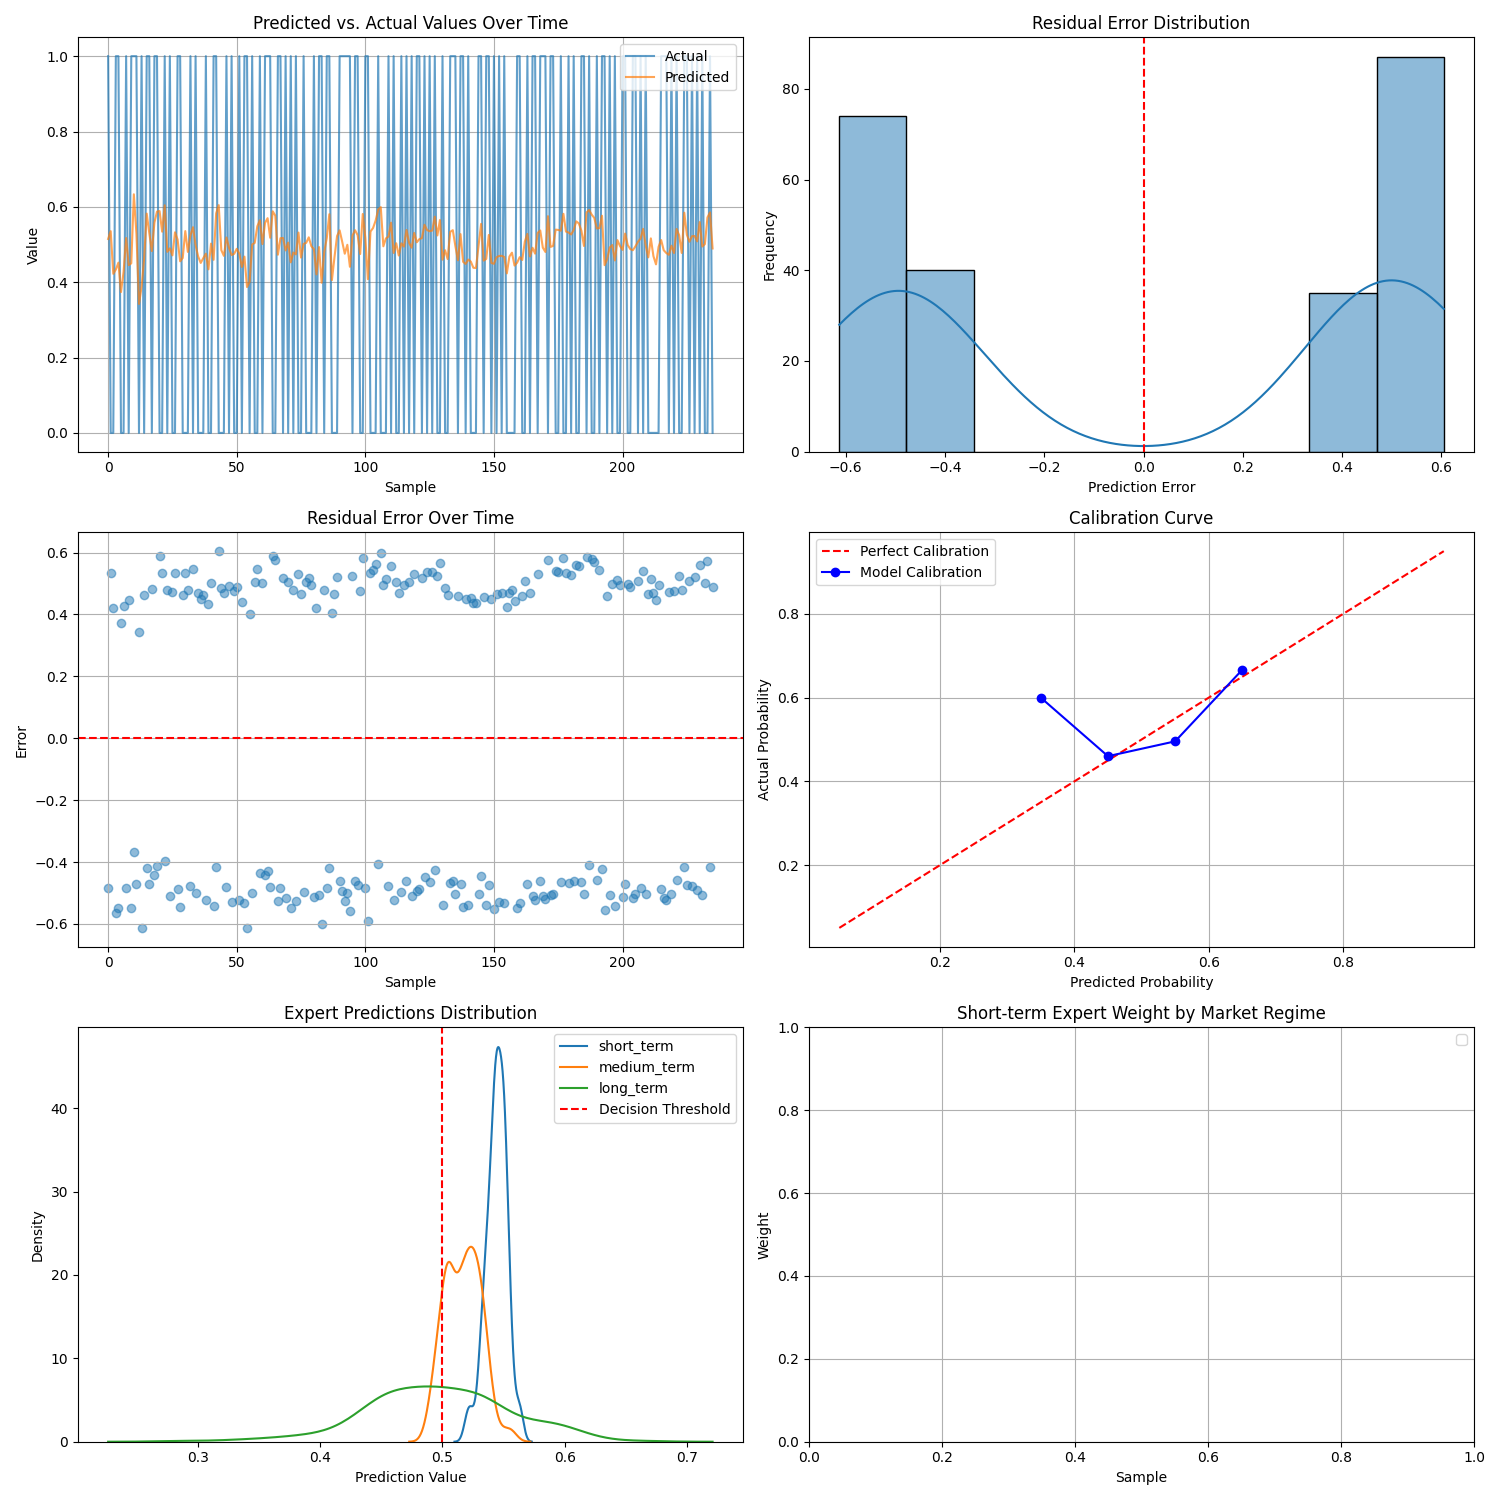 Predicted vs. Actual Values Over Time
Value
1.0
0.8
0.6
0.4
0.2
0.0
Actual
Predicted
0
50
100
150
200
Sample
Residual Error Distribution
Frequency
80
60
40
20
0
−0.6
−0.4
−0.2
0.0
0.2
0.4
0.6
Prediction Error
Residual Error Over Time
Error
0.6
0.4
0.2
0.0
−0.2
−0.4
−0.6
0
50
100
150
200
Sample
Calibration Curve
Actual Probability
Perfect Calibration
Model Calibration
0.8
0.6
0.4
0.2
0.2
0.4
0.6
0.8
Predicted Probability
Expert Predictions Distribution
Density
40
30
20
10
0
short_term
medium_term
long_term
Decision Threshold
0.3
0.4
0.5
0.6
0.7
Prediction Value
Short-term Expert Weight by Market Regime
Weight
1.0
0.8
0.6
0.4
0.2
0.0
0.0
0.2
0.4
0.6
0.8
1.0
Sample